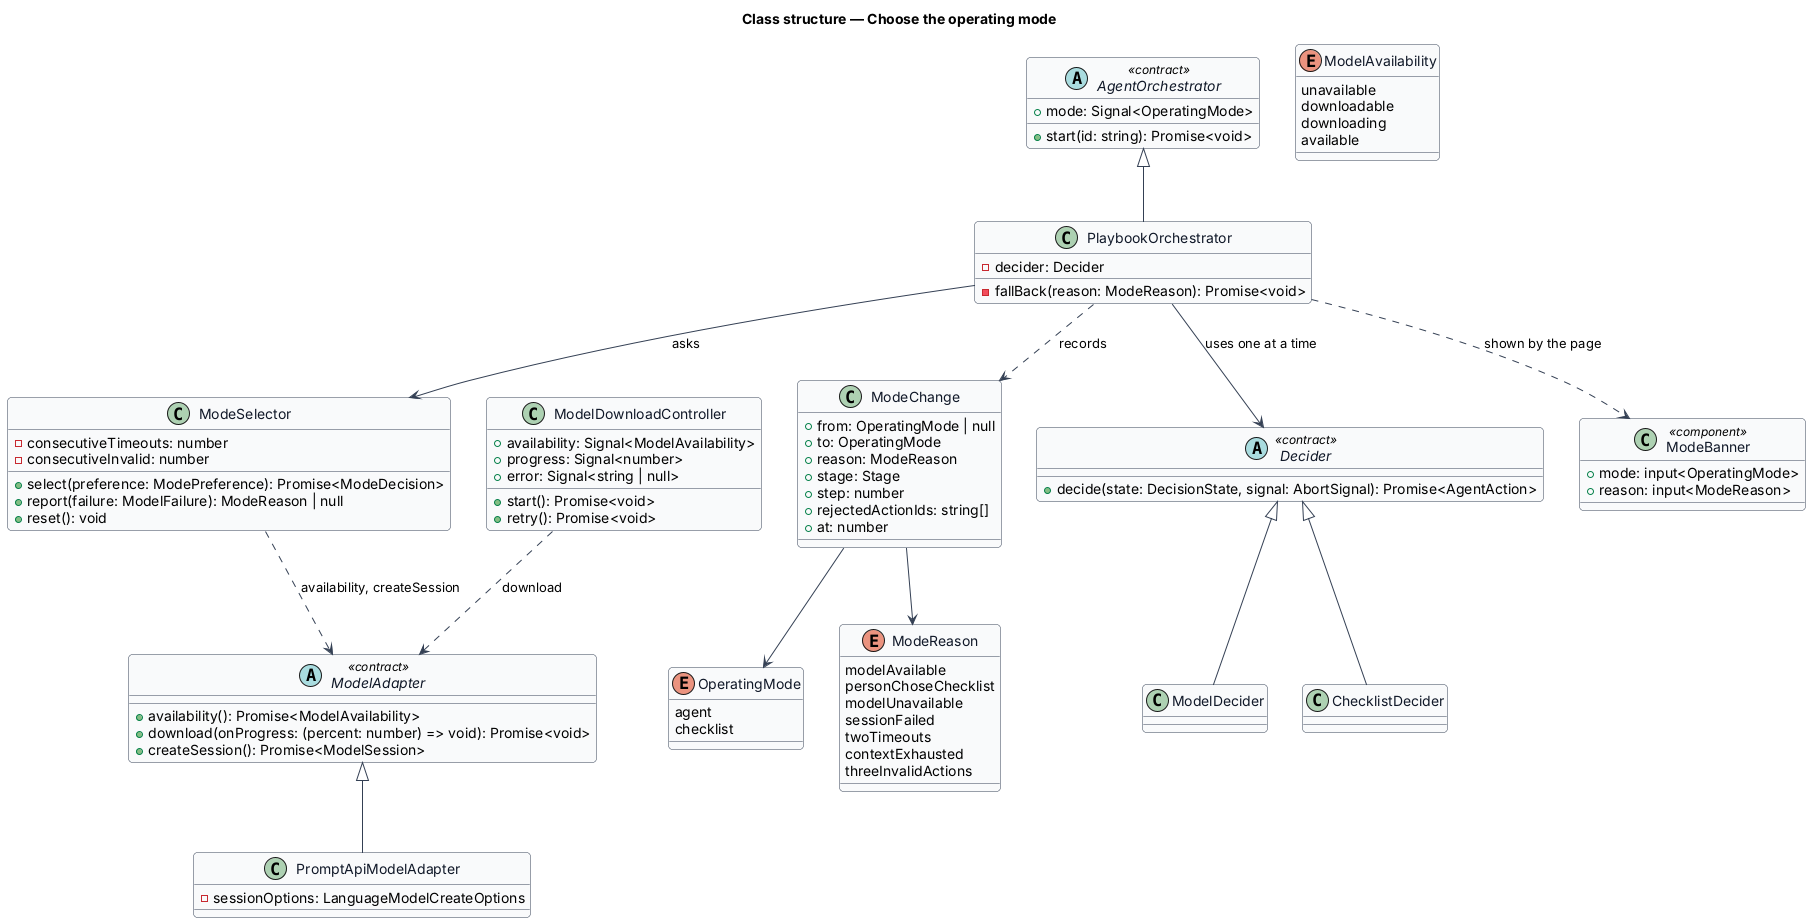 Class structure — Choose the operating mode
«contract»
A AgentOrchestrator
mode: Signal<OperatingMode>
start(id: string): Promise<void>
E ModelAvailability
unavailable
downloadable
downloading
available
C PlaybookOrchestrator
decider: Decider
fallBack(reason: ModeReason): Promise<void>
asks
records
uses one at a time
shown by the page
C ModeSelector
consecutiveTimeouts: number
consecutiveInvalid: number
select(preference: ModePreference): Promise<ModeDecision>
report(failure: ModelFailure): ModeReason | null
reset(): void
C ModelDownloadController
availability: Signal<ModelAvailability>
progress: Signal<number>
error: Signal<string | null>
start(): Promise<void>
retry(): Promise<void>
C ModeChange
from: OperatingMode | null
to: OperatingMode
reason: ModeReason
stage: Stage
step: number
rejectedActionIds: string[]
at: number
«contract»
A Decider
decide(state: DecisionState, signal: AbortSignal): Promise<AgentAction>
«component»
C ModeBanner
mode: input<OperatingMode>
reason: input<ModeReason>
availability, createSession
download
«contract»
A ModelAdapter
availability(): Promise<ModelAvailability>
download(onProgress: (percent: number) => void): Promise<void>
createSession(): Promise<ModelSession>
E OperatingMode
agent
checklist
E ModeReason
modelAvailable
personChoseChecklist
modelUnavailable
sessionFailed
twoTimeouts
contextExhausted
threeInvalidActions
C ModelDecider
C ChecklistDecider
C PromptApiModelAdapter
sessionOptions: LanguageModelCreateOptions